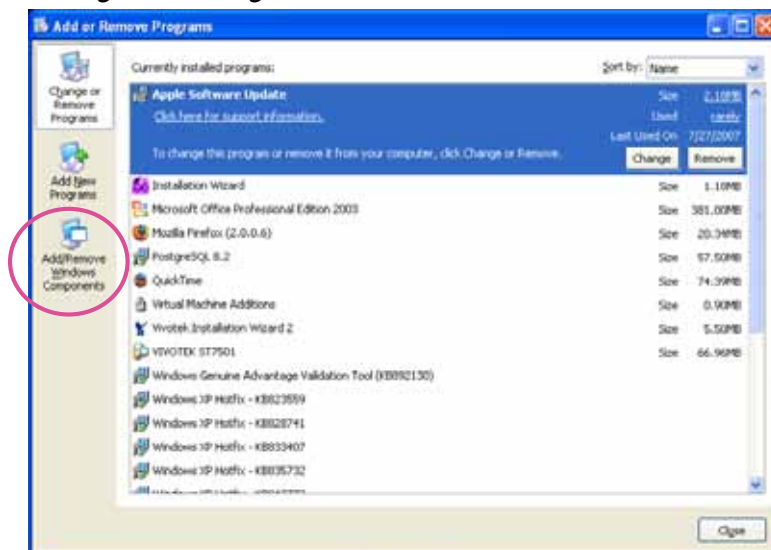 Add or Remove Programs
Currently installed programs:
Sort by: Name
Change or
Remove
Programs
Add New
Programs
Add/Remove
Windows
Components
Apple Software Update Size 2.10MB
Click here for support information. Used rarely
Last Used On 7/27/2007
To change this program or remove it from your computer, click Change or Remove. Change Remove
Installation Wizard Size 1.10MB
Microsoft Office Professional Edition 2003 Size 381.00MB
Mozilla Firefox (2.0.0.6) Size 20.34MB
PostgreSQL 8.2 Size 57.50MB
QuickTime Size 74.39MB
Virtual Machine Additions Size 0.90MB
Vivotek Installation Wizard 2 Size 5.50MB
VIVOTEK ST7501 Size 66.96MB
Windows Genuine Advantage Validation Tool (KB892130)
Windows XP Hotfix - KB823559
Windows XP Hotfix - KB828741
Windows XP Hotfix - KB833407
Windows XP Hotfix - KB835732
Close